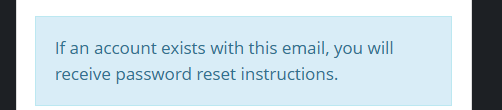 If an account exists with this email, you will
receive password reset instructions.